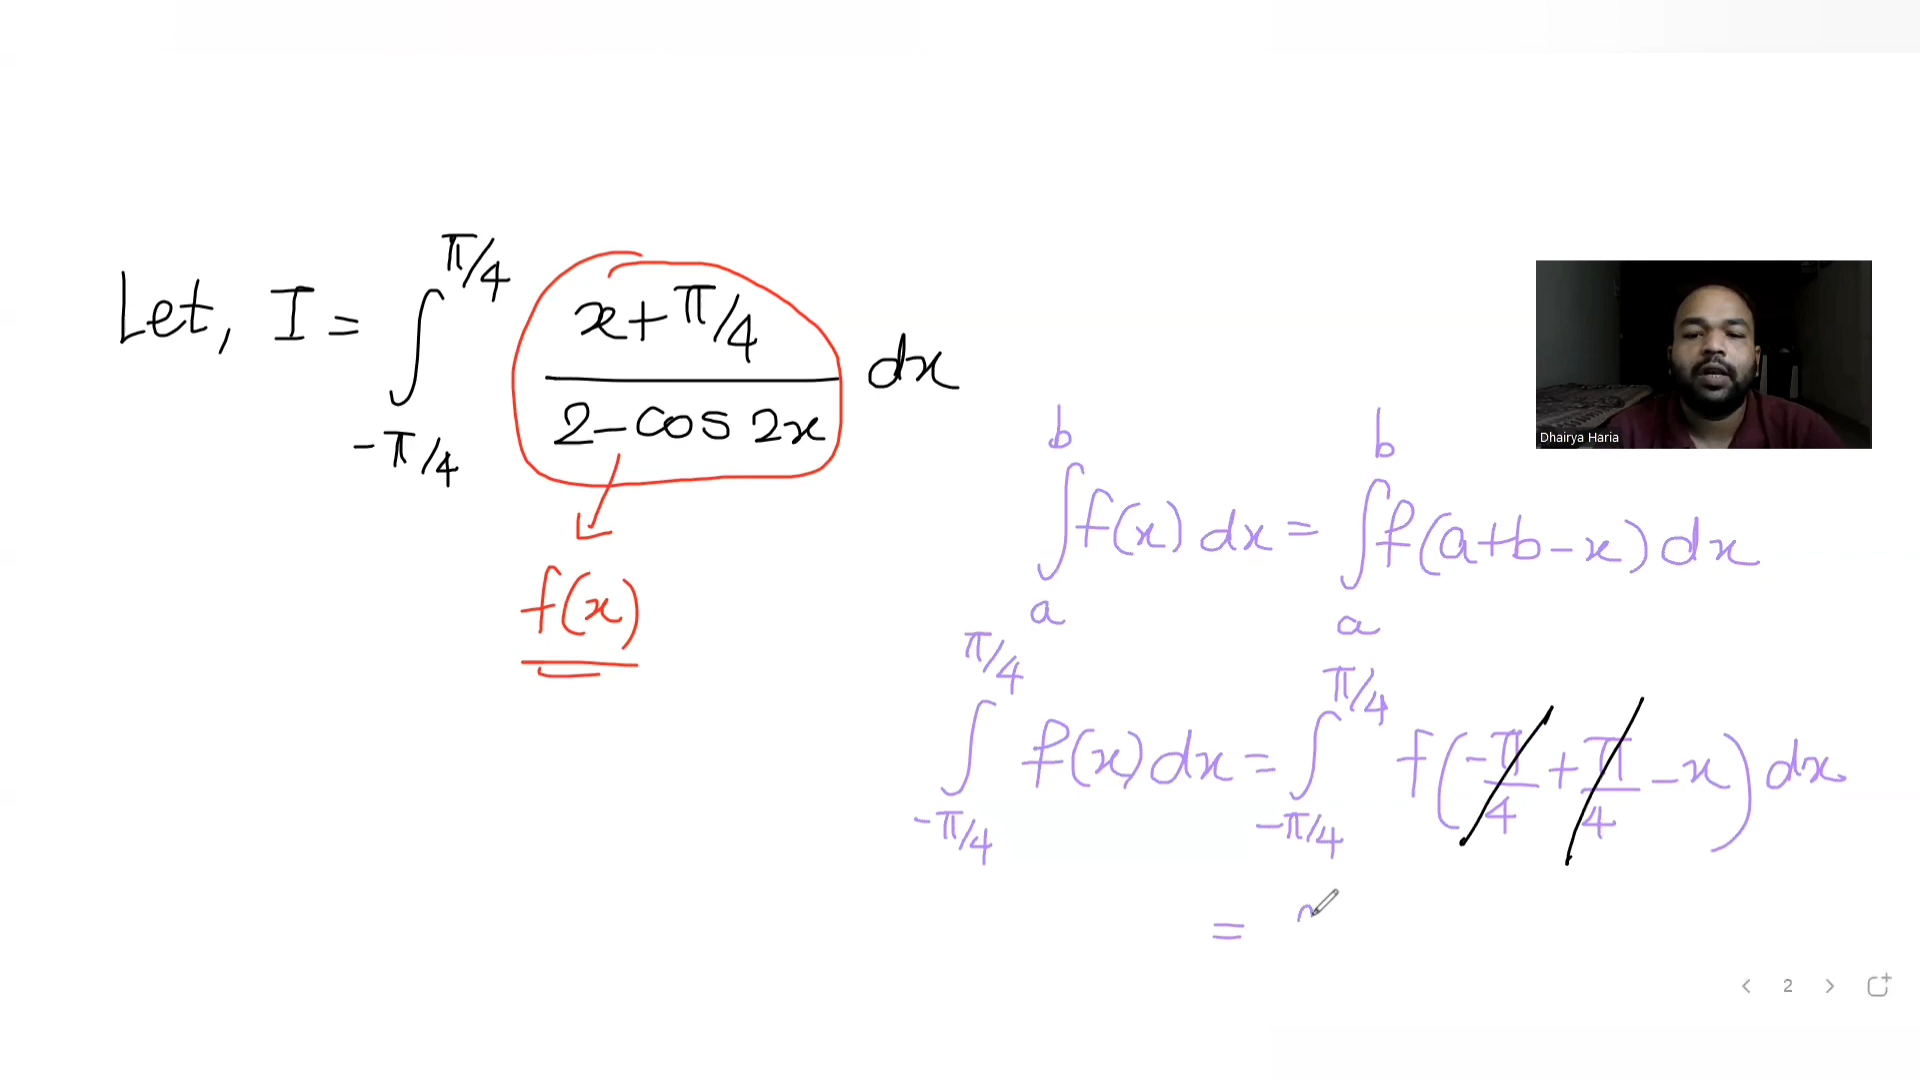 Let, I = ∫_{-π/4}^{π/4} (x+π/4)/(2-cos 2x) dx
f(x)
∫_a^b f(x) dx = ∫_a^b f(a+b-x) dx
∫_{-π/4}^{π/4} f(x) dx = ∫_{-π/4}^{π/4} f(-π/4 + π/4 - x) dx
=
Dhairya Haria
2